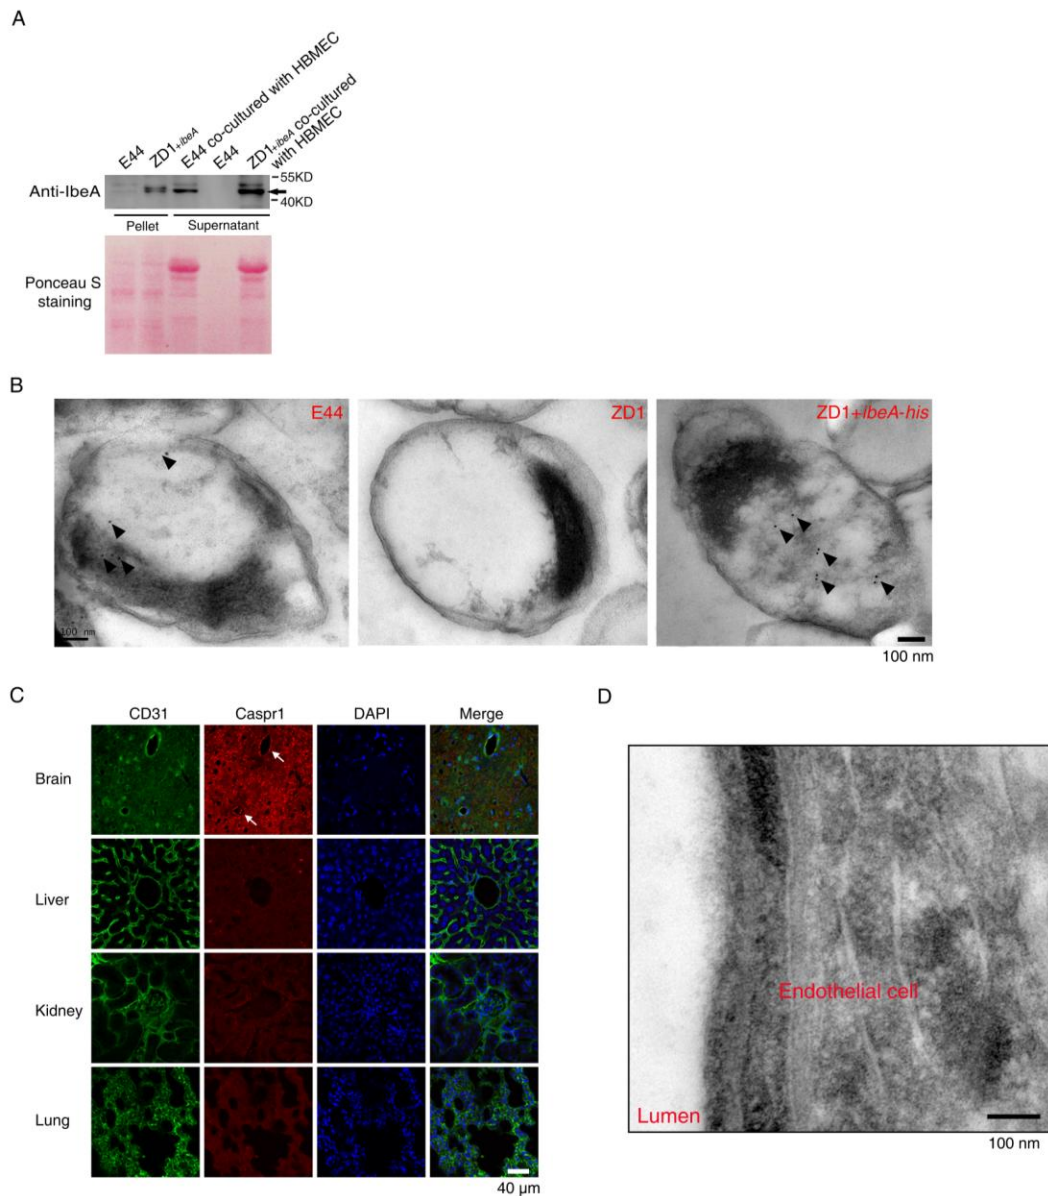 A
E44
ZD1+ibeA
E44 co-cultured with HBMEC
E44
ZD1+ibeA co-cultured
with HBMEC
Anti-IbeA
55KD
40KD
Pellet
Supernatant
Ponceau S
staining
B
E44
ZD1
ZD1+ibeA-his
100 nm
100 nm
C
CD31
Caspr1
DAPI
Merge
Brain
Liver
Kidney
Lung
40 µm
D
Endothelial cell
Lumen
100 nm